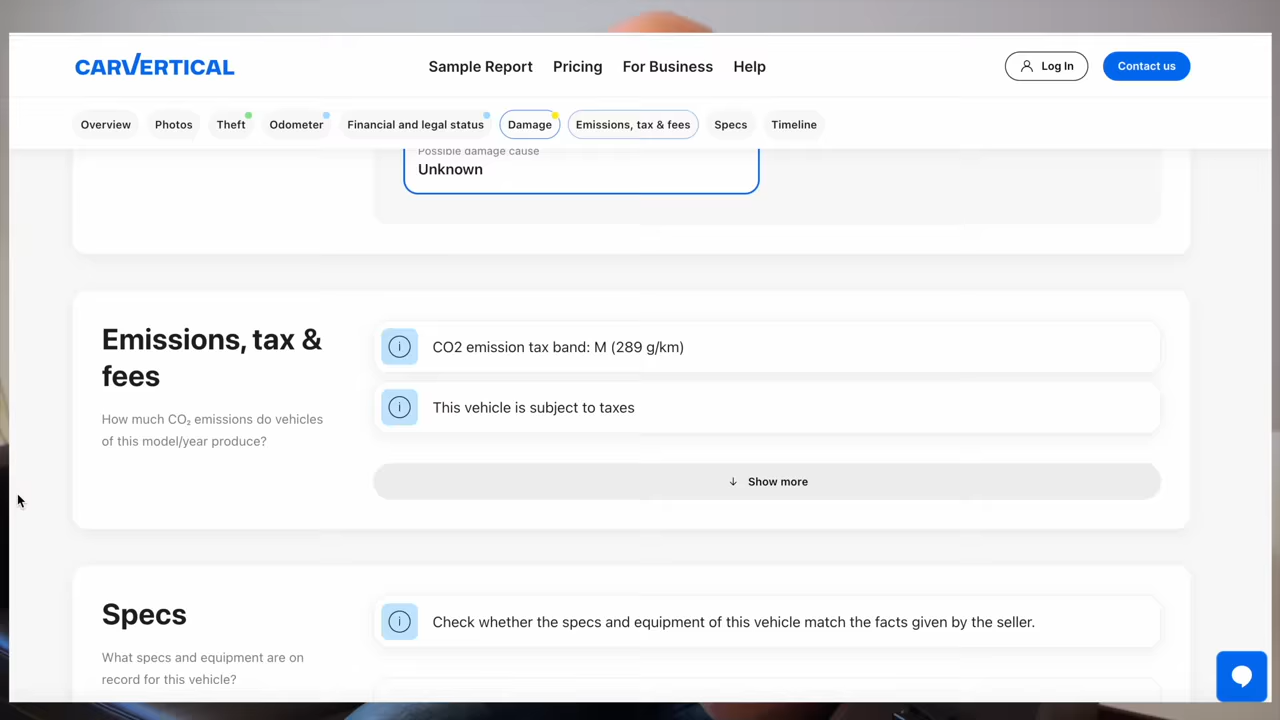 CARVERTICAL
Sample Report Pricing For Business Help
Log In
Contact us
Overview Photos Theft Odometer Financial and legal status Damage Emissions, tax & fees Specs Timeline
Possible damage cause
Unknown
Emissions, tax &
fees
How much CO₂ emissions do vehicles
of this model/year produce?
CO2 emission tax band: M (289 g/km)
This vehicle is subject to taxes
↓ Show more
Specs
What specs and equipment are on
record for this vehicle?
Check whether the specs and equipment of this vehicle match the facts given by the seller.